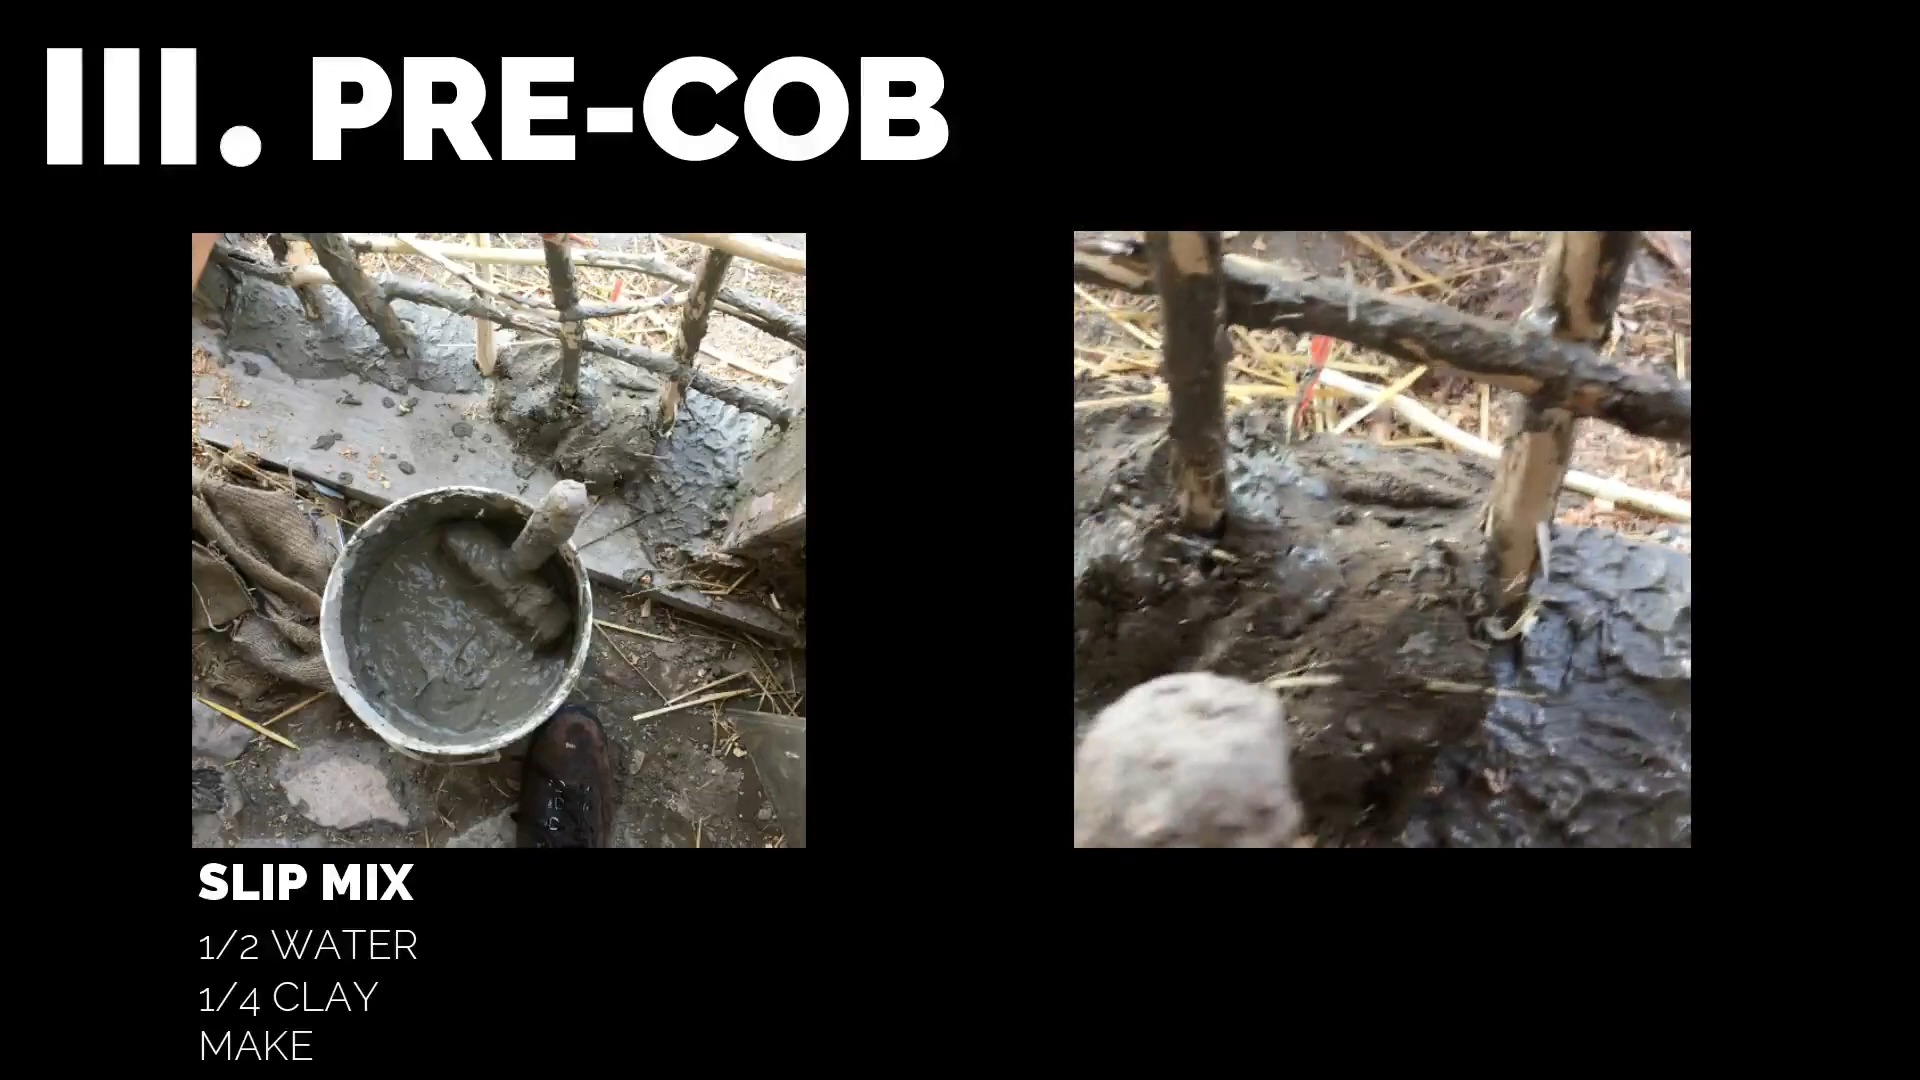 III. PRE-COB
SLIP MIX
1/2 WATER
1/4 CLAY
MAKE